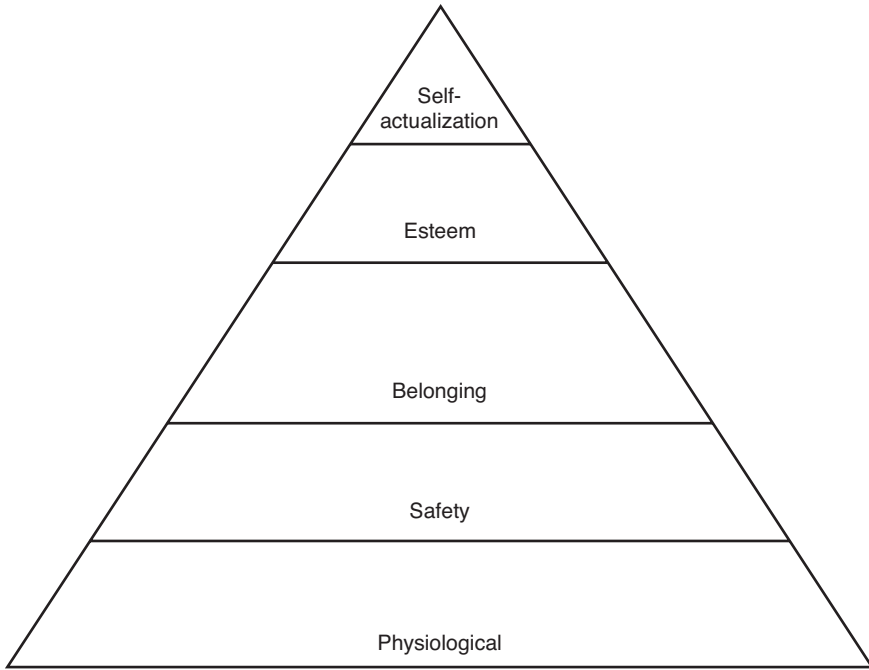 Self-
actualization
Esteem
Belonging
Safety
Physiological